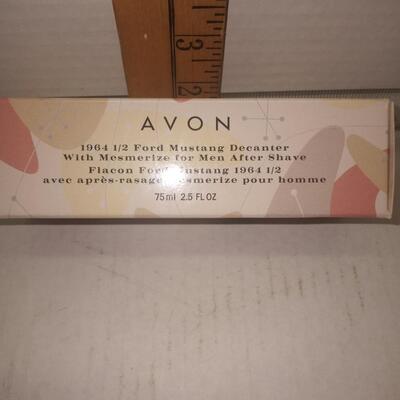 3
2
AVON
1964 1/2 Ford Mustang Decanter
With Mesmerize for Men After Shave
Flacon Ford Mustang 1964 1/2
avec après-rasage Mesmerize pour homme
75ml 2.5 FL OZ